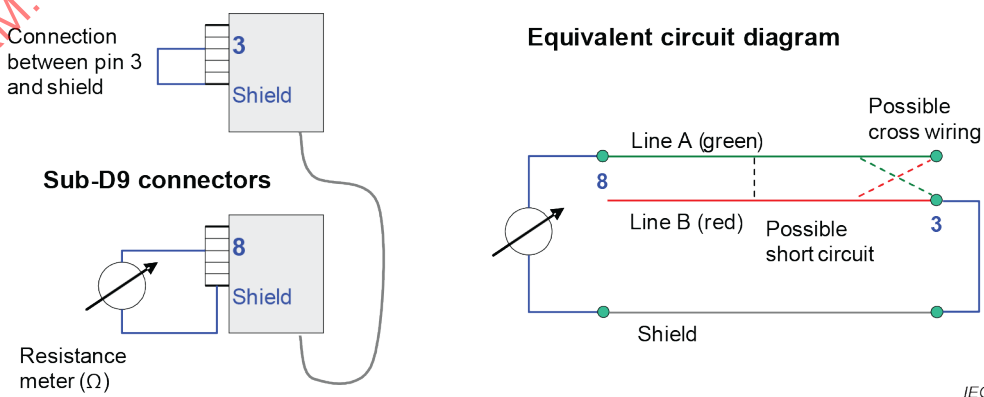 M.
Connection
between pin 3
and shield
3
Shield
Sub-D9 connectors
8
Shield
Resistance
meter (Ω)
Equivalent circuit diagram
Possible
cross wiring
Line A (green)
8
Line B (red)
Possible
short circuit
3
Shield
IEC